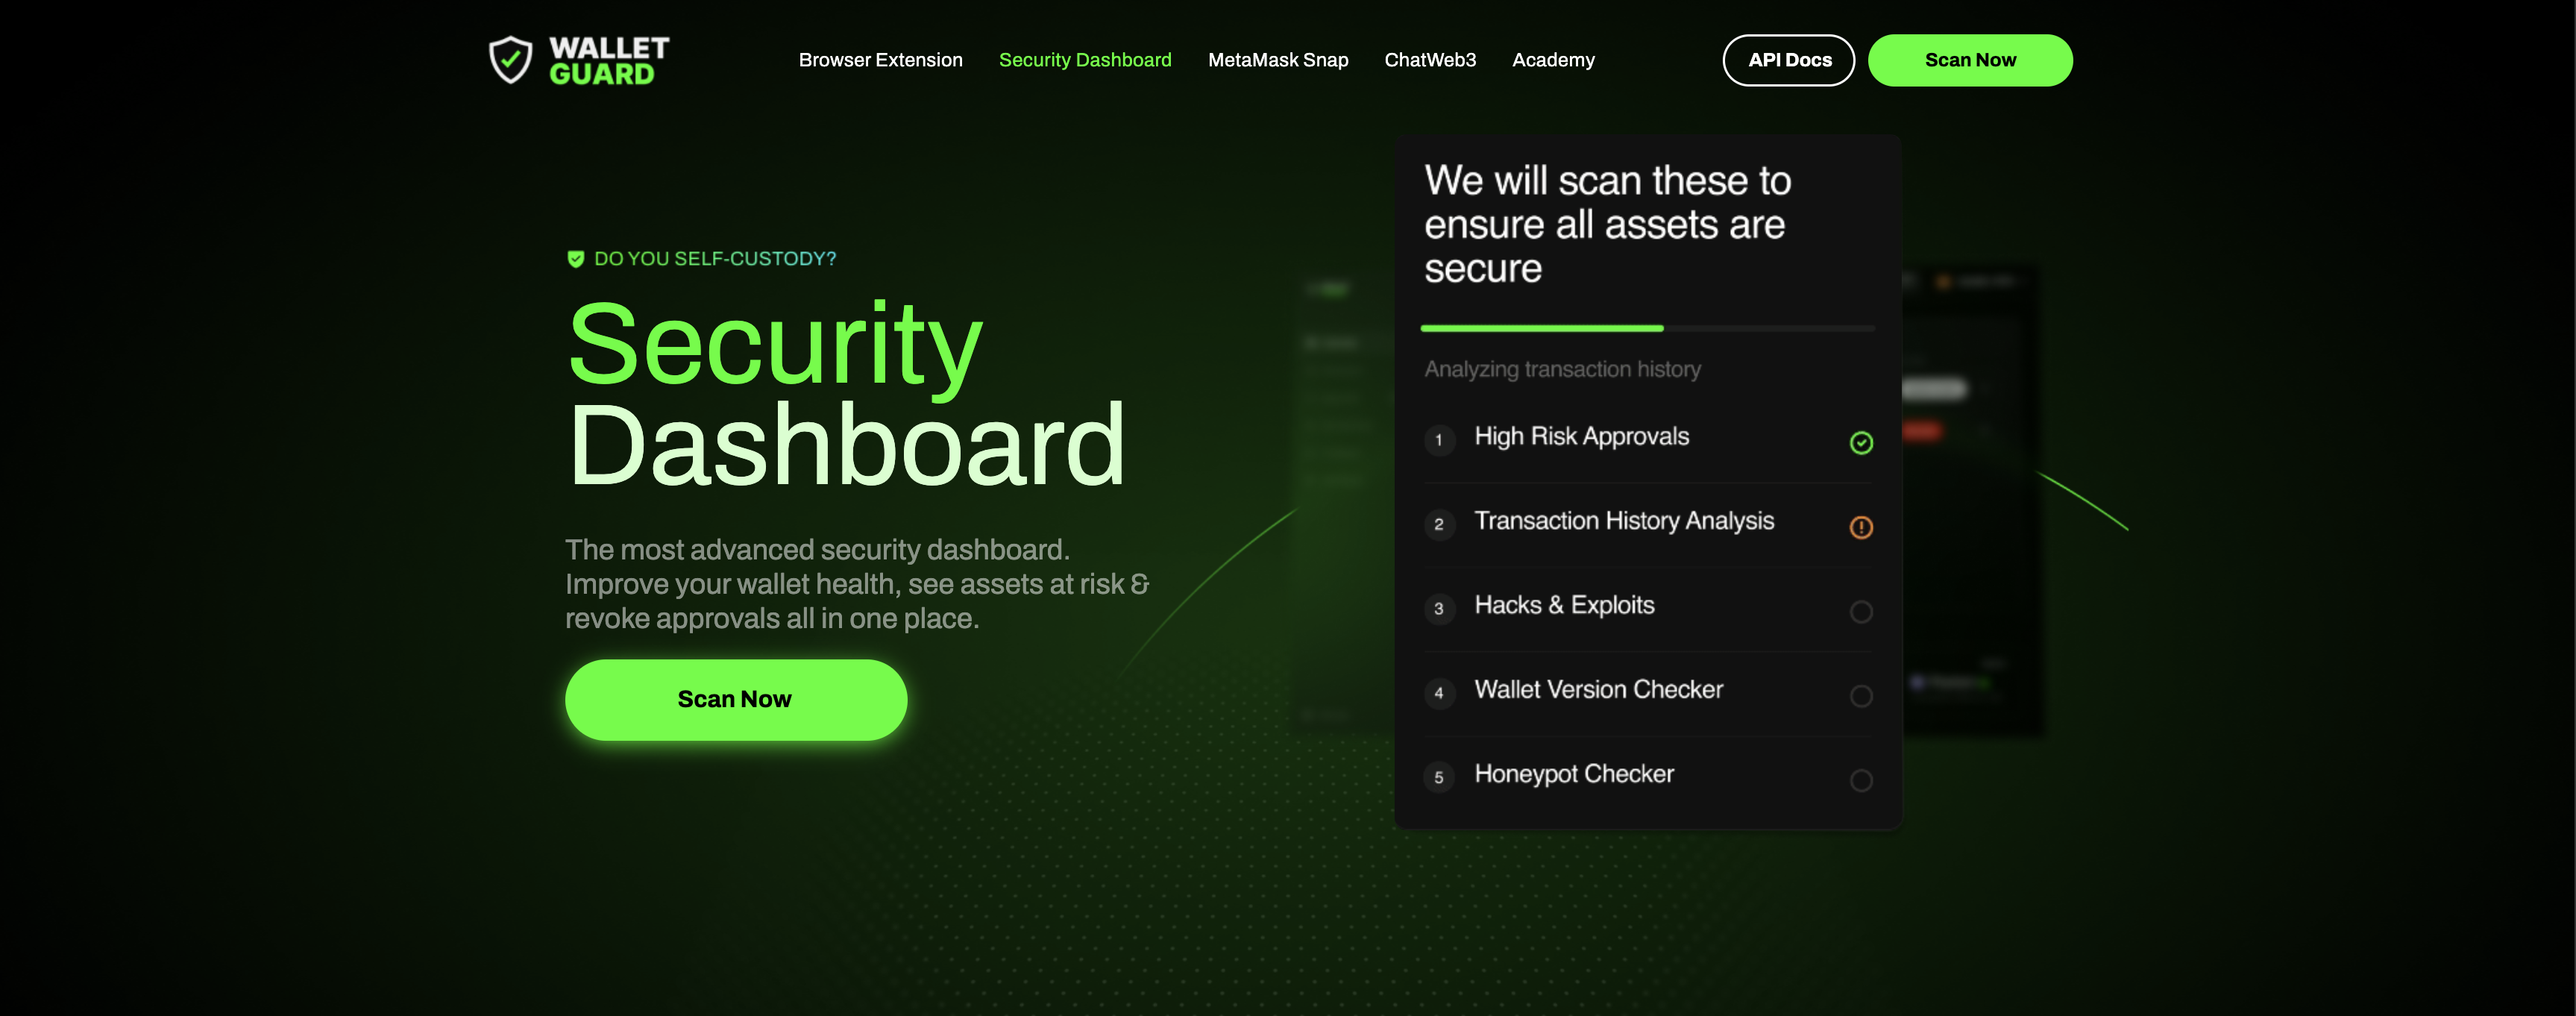 WALLET
GUARD
Browser Extension
Security Dashboard
MetaMask Snap
ChatWeb3
Academy
API Docs
Scan Now
DO YOU SELF-CUSTODY?
Security
Dashboard
The most advanced security dashboard.
Improve your wallet health, see assets at risk &
revoke approvals all in one place.
Scan Now
We will scan these to
ensure all assets are
secure
Analyzing transaction history
1 High Risk Approvals
2 Transaction History Analysis
3 Hacks & Exploits
4 Wallet Version Checker
5 Honeypot Checker